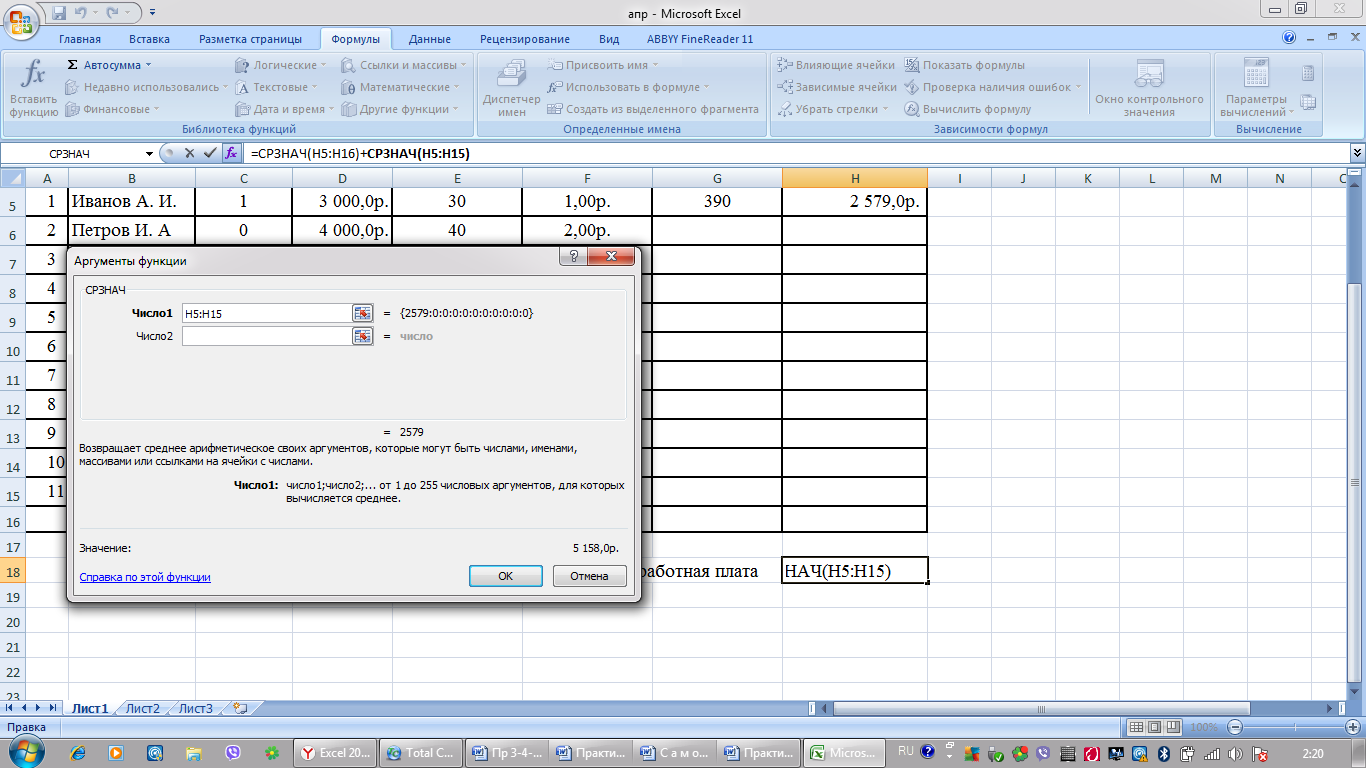 апр - Microsoft Excel
Главная Вставка Разметка страницы Формулы Данные Рецензирование Вид ABBYY FineReader 11
fx Вставить функцию
Σ Автосумма
Недавно использовались
Финансовые
Логические
Текстовые
Дата и время
Ссылки и массивы
Математические
Другие функции
Библиотека функций
Диспетчер имен
Присвоить имя
Использовать в формуле
Создать из выделенного фрагмента
Определенные имена
Влияющие ячейки
Зависимые ячейки
Убрать стрелки
Показать формулы
Проверка наличия ошибок
Вычислить формулу
Зависимости формул
Окно контрольного значения
Параметры вычислений
Вычисление
СРЗНАЧ fx =СРЗНАЧ(H5:H16)+СРЗНАЧ(H5:H15)
A B C D E F G H I J K L M N
5 1 Иванов А. И. 1 3 000,0р. 30 1,00р. 390 2 579,0р.
6 2 Петров И. А 0 4 000,0р. 40 2,00р.
7 3
8 4
9 5
10 6
11 7
12 8
13 9
14 10
15 11
16
17
18 работная плата НАЧ(H5:H15)
19
20
21
22
23
Аргументы функции
СРЗНАЧ
Число1 H5:H15 = {2579:0:0:0:0:0:0:0:0:0:0}
Число2 = число
= 2579
Возвращает среднее арифметическое своих аргументов, которые могут быть числами, именами,
массивами или ссылками на ячейки с числами.
Число1: число1;число2;... от 1 до 255 числовых аргументов, для которых
вычисляется среднее.
Значение: 5 158,0р.
Справка по этой функции OK Отмена
Лист1 Лист2 Лист3
Правка 100%
Excel 20... Total C... Пр 3-4-... Практи... С а м о... Практи... Micros... RU 2:20